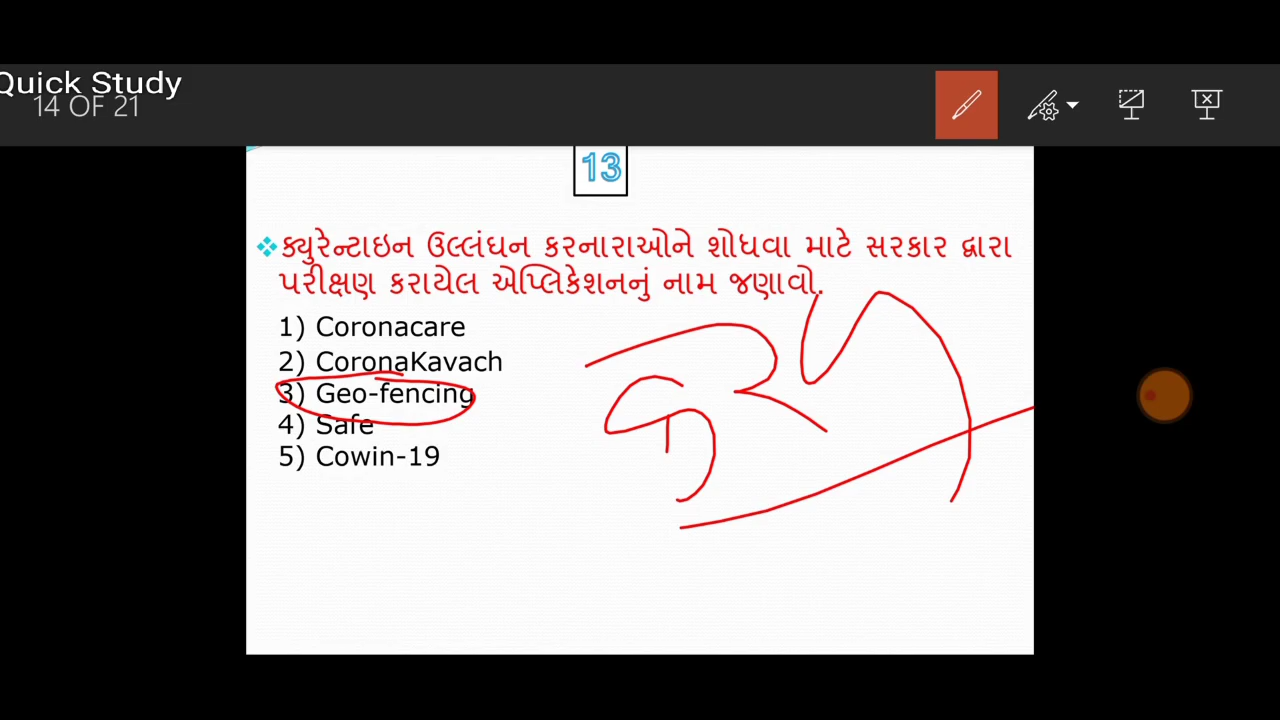 Quick Study
14 OF 21
13
ક્યુરેન્ટાઇન ઉલ્લંઘન કરનારાઓને શોધવા માટે સરકાર દ્વારા
પરીક્ષણ કરાયેલ એપ્લિકેશનનું નામ જણાવો.
1) Coronacare
2) CoronaKavach
3) Geo-fencing
4) Safe
5) Cowin-19